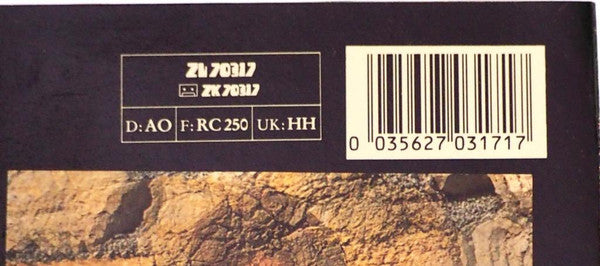 ZL 70317
ZK 70317
D: AO F: RC 250 UK: HH
0 035627 031717